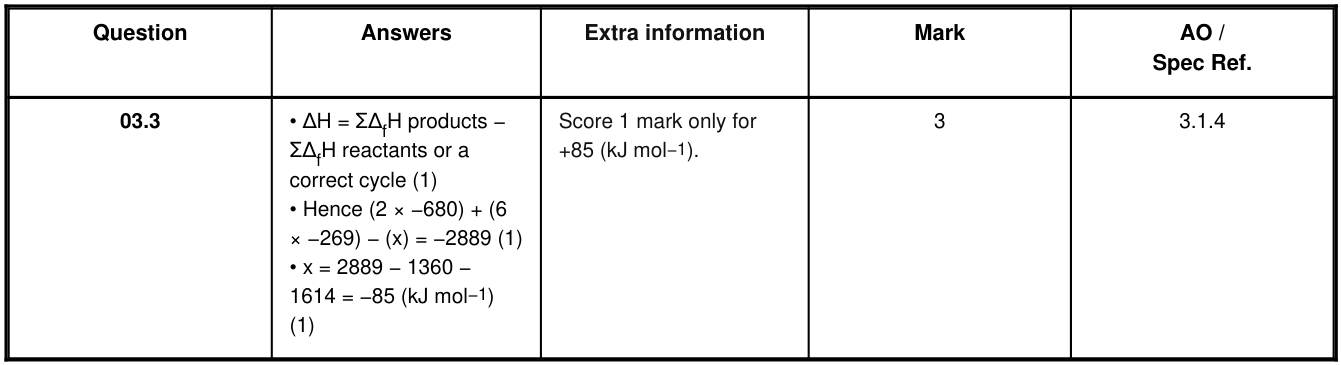 Question Answers Extra information Mark AO /
Spec Ref.
03.3
• ΔH = ΣΔfH products –
ΣΔfH reactants or a
correct cycle (1)
• Hence (2 × –680) + (6
× –269) – (x) = –2889 (1)
• x = 2889 – 1360 –
1614 = –85 (kJ mol–1)
(1)
Score 1 mark only for
+85 (kJ mol–1).
3
3.1.4